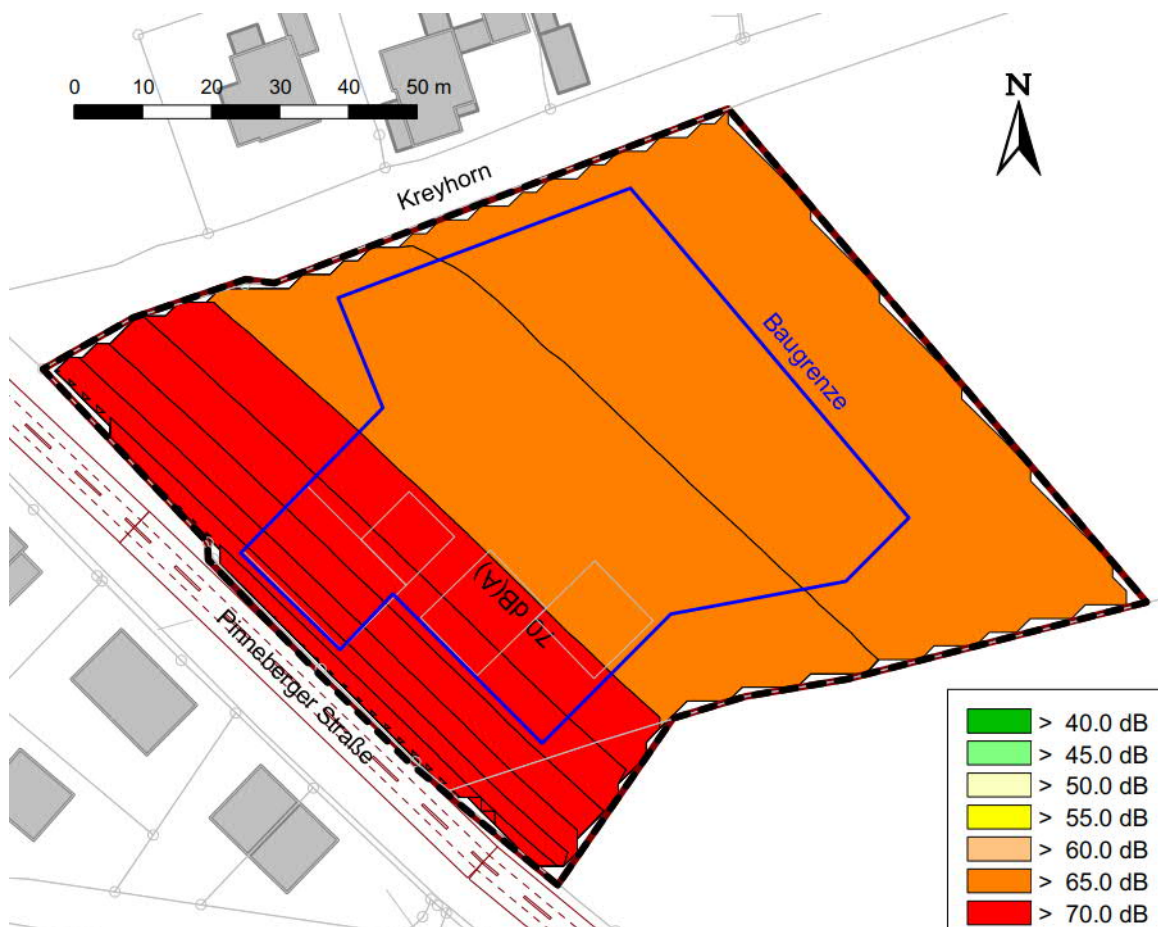 0 10 20 30 40 50 m
N
Kreyhorn
Baugrenze
70 dB(A)
Pinneberger Straße
> 40.0 dB
> 45.0 dB
> 50.0 dB
> 55.0 dB
> 60.0 dB
> 65.0 dB
> 70.0 dB